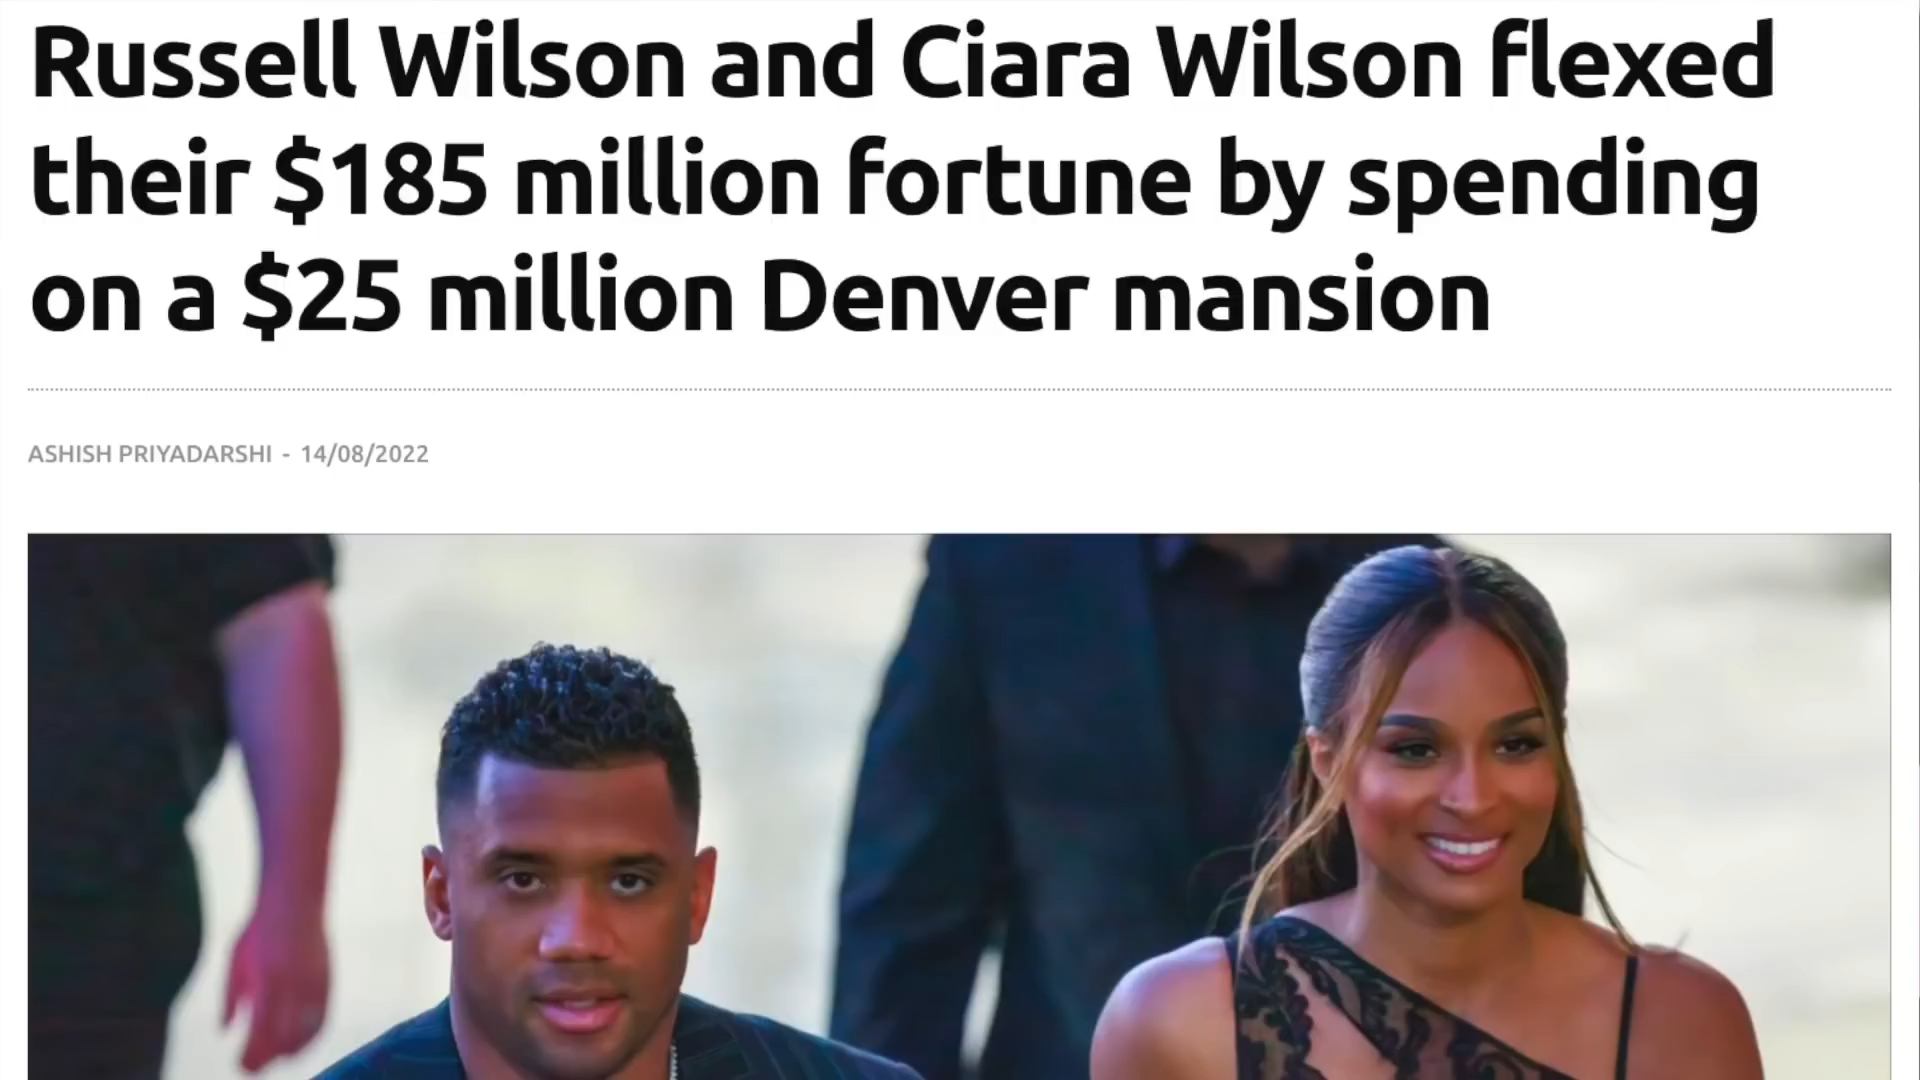 Russell Wilson and Ciara Wilson flexed
their $185 million fortune by spending
on a $25 million Denver mansion
ASHISH PRIYADARSHI - 14/08/2022